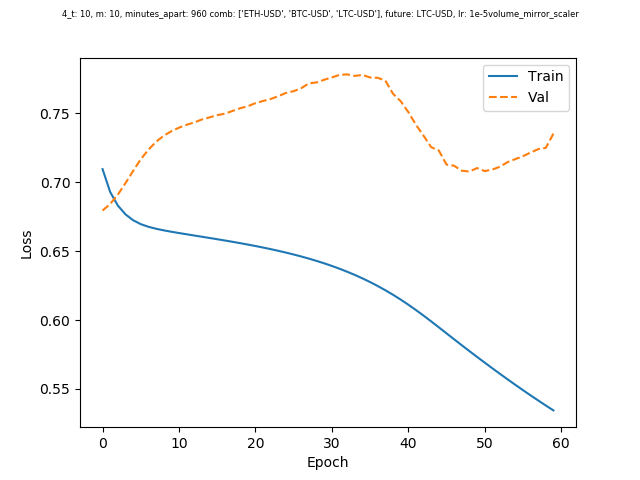 4_t: 10, m: 10, minutes_apart: 960 comb: ['ETH-USD', 'BTC-USD', 'LTC-USD'], future: LTC-USD, lr: 1e-5volume_mirror_scaler
Train
Val
0.75
0.70
0.65
0.60
0.55
Loss
0 10 20 30 40 50 60
Epoch